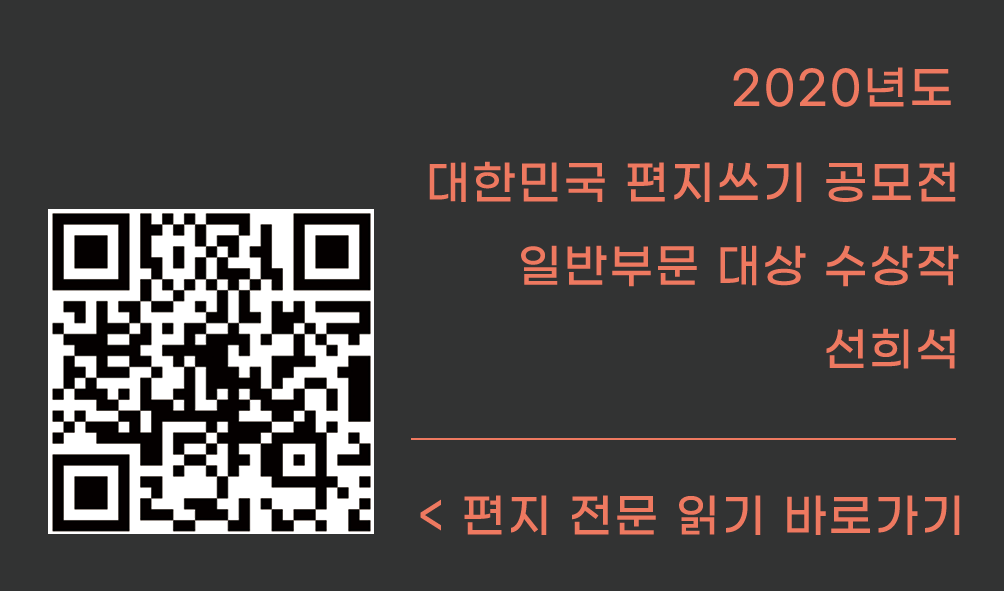 2020년도
대한민국 편지쓰기 공모전
일반부문 대상 수상작
선희석
< 편지 전문 읽기 바로가기